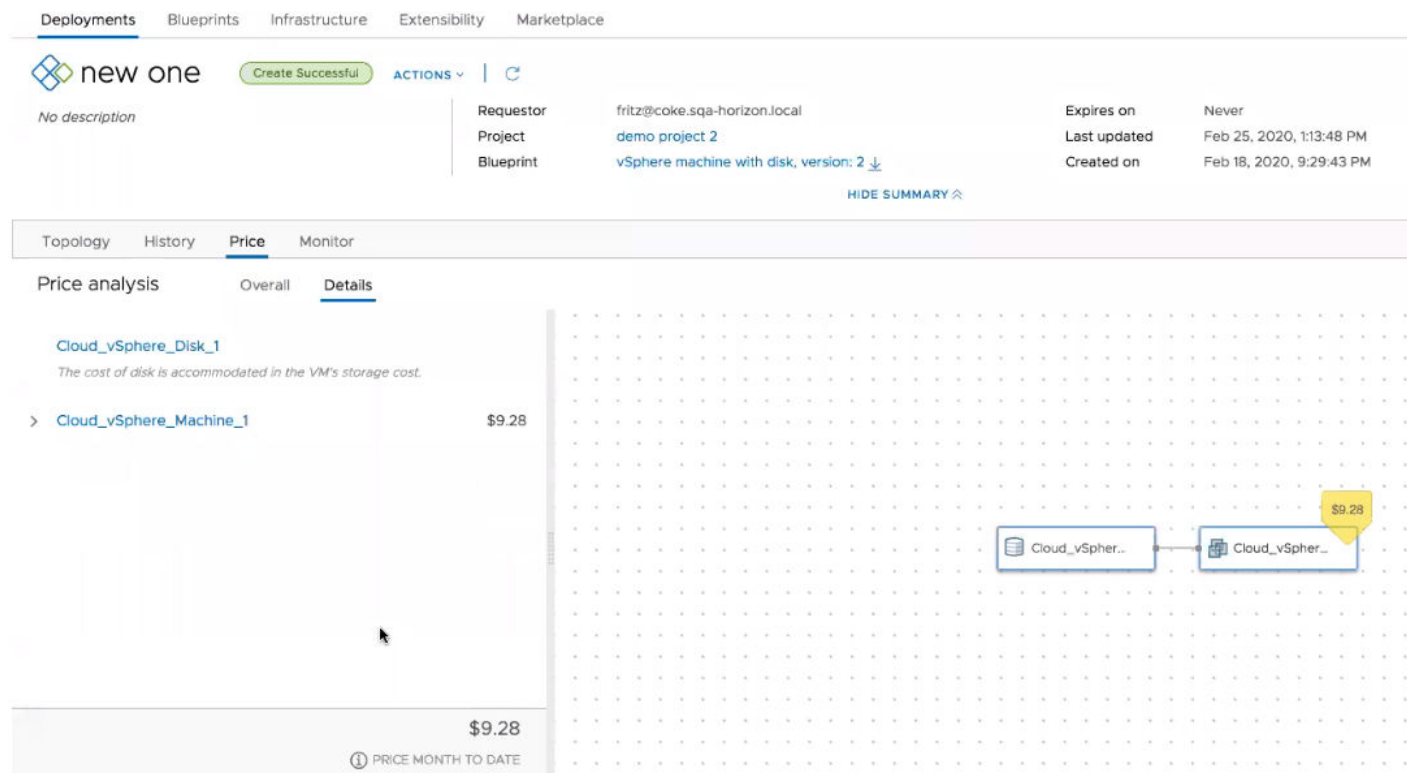 Deployments Blueprints Infrastructure Extensibility Marketplace
new one Create Successful ACTIONS
No description
Requestor fritz@coke.sqa-horizon.local Expires on Never
Project demo project 2 Last updated Feb 25, 2020, 1:13:48 PM
Blueprint vSphere machine with disk, version: 2 Created on Feb 18, 2020, 9:29:43 PM
HIDE SUMMARY
Topology History Price Monitor
Price analysis Overall Details
Cloud_vSphere_Disk_1
The cost of disk is accommodated in the VM's storage cost.
Cloud_vSphere_Machine_1 $9.28
$9.28
Cloud_vSpher... Cloud_vSpher...
$9.28
PRICE MONTH TO DATE